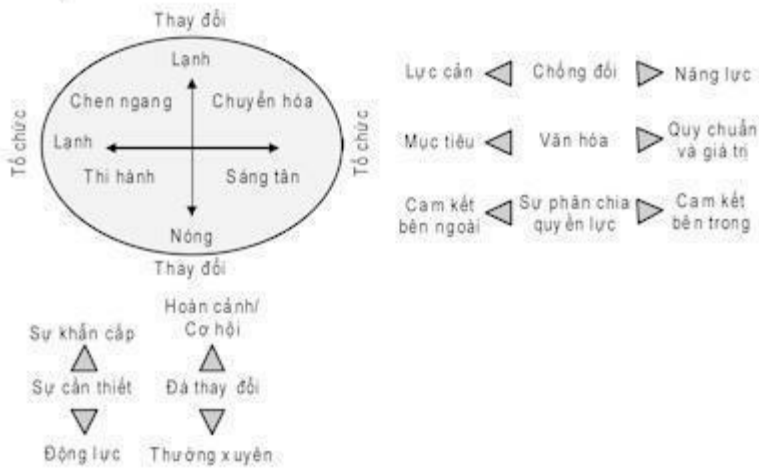 Thay đổi
Lạnh
Chen ngang Chuyển hóa
Tổ chức
Lạnh
Tổ chức
Thi hành Sáng tân
Nóng
Thay đổi
Lực cản Chống đối Năng lực
Mục tiêu Văn hóa Quy chuẩn
và giá trị
Cam kết
bên ngoài
Sự phân chia
quyền lực
Cam kết
bên trong
Sự khẩn cấp
Sự cần thiết
Động lực
Hoàn cảnh/
Cơ hội
Đà thay đổi
Thường xuyên